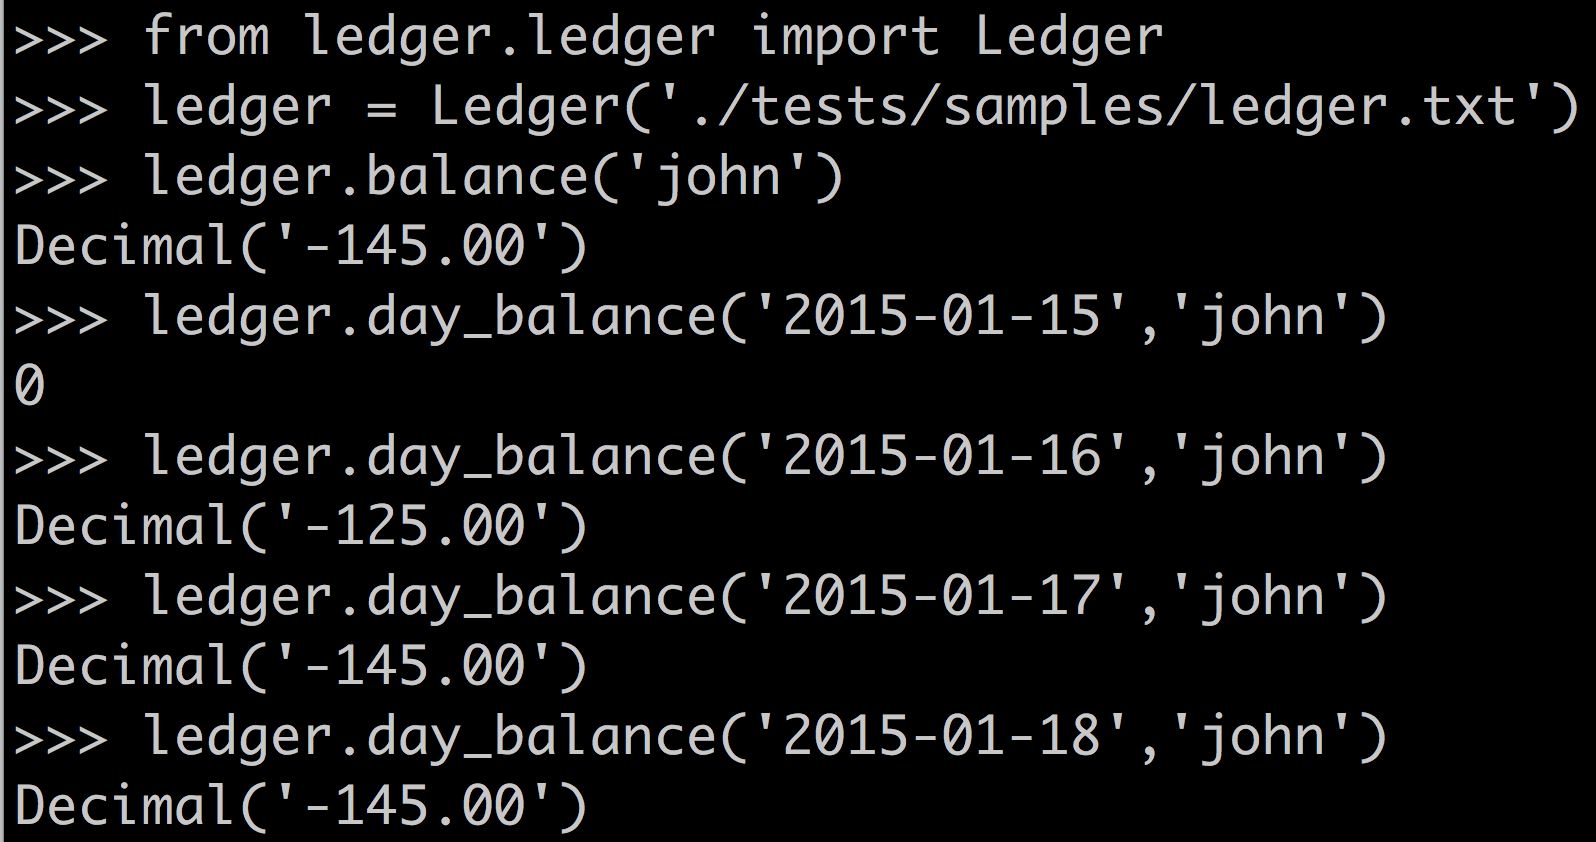 >>> from ledger.ledger import Ledger
>>> ledger = Ledger('./tests/samples/ledger.txt')
>>> ledger.balance('john')
Decimal('-145.00')
>>> ledger.day_balance('2015-01-15','john')
0
>>> ledger.day_balance('2015-01-16','john')
Decimal('-125.00')
>>> ledger.day_balance('2015-01-17','john')
Decimal('-145.00')
>>> ledger.day_balance('2015-01-18','john')
Decimal('-145.00')